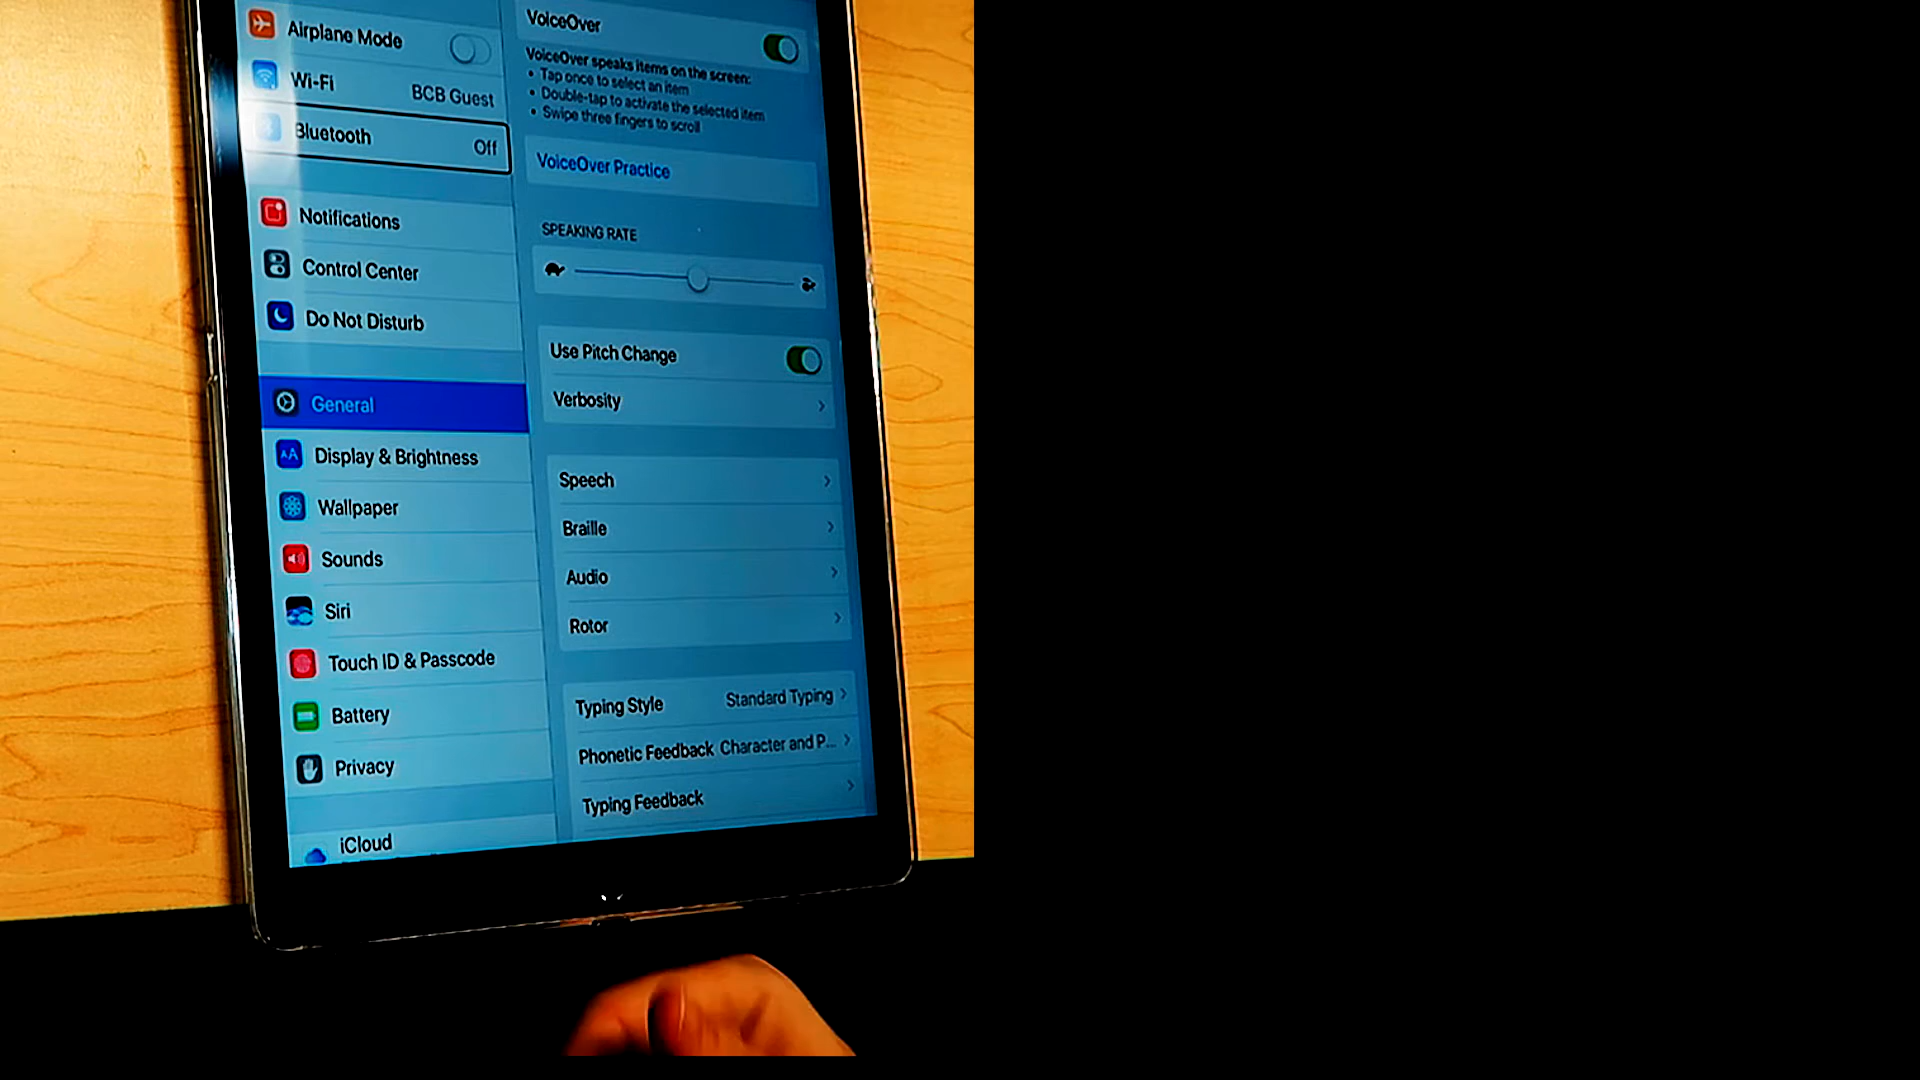 Airplane Mode
Wi-Fi BCB Guest
Bluetooth Off
Notifications
Control Center
Do Not Disturb
General
AA Display & Brightness
Wallpaper
Sounds
Siri
Touch ID & Passcode
Battery
Privacy
iCloud
VoiceOver
VoiceOver speaks items on the screen:
• Tap once to select an item
• Double-tap to activate the selected item
• Swipe three fingers to scroll
VoiceOver Practice
SPEAKING RATE
Use Pitch Change
Verbosity
Speech
Braille
Audio
Rotor
Typing Style Standard Typing
Phonetic Feedback Character and P...
Typing Feedback